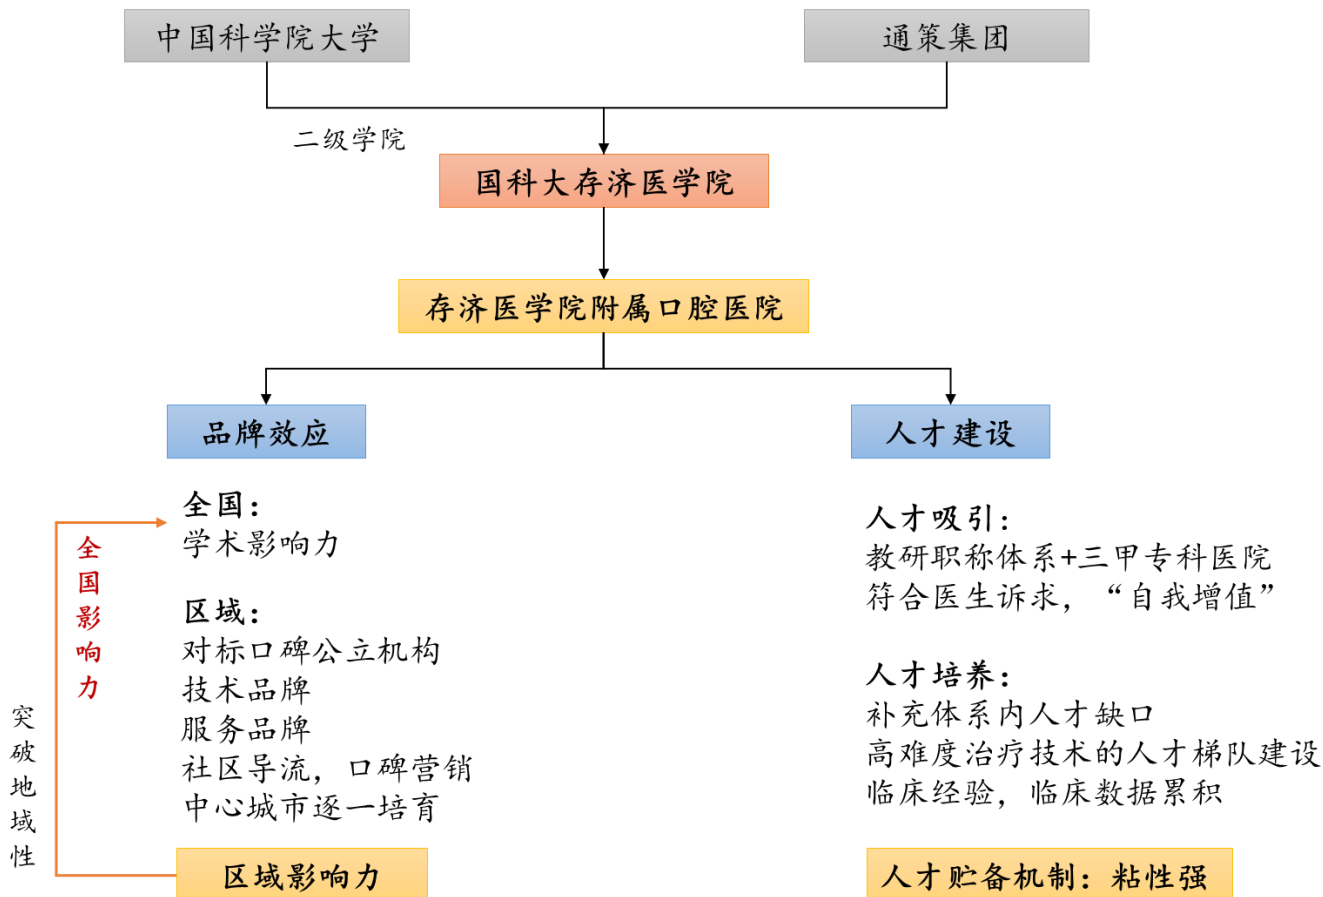 中国科学院大学
通策集团
二级学院
国科大存济医学院
存济医学院附属口腔医院
品牌效应
全国：
学术影响力
区域：
对标口碑公立机构
技术品牌
服务品牌
社区导流，口碑营销
中心城市逐一培育
区域影响力
突破地域性
全国影响力
人才建设
人才吸引：
教研职称体系+三甲专科医院
符合医生诉求，“自我增值”
人才培养：
补充体系内人才缺口
高难度治疗技术的人才梯队建设
临床经验，临床数据累积
人才贮备机制：粘性强